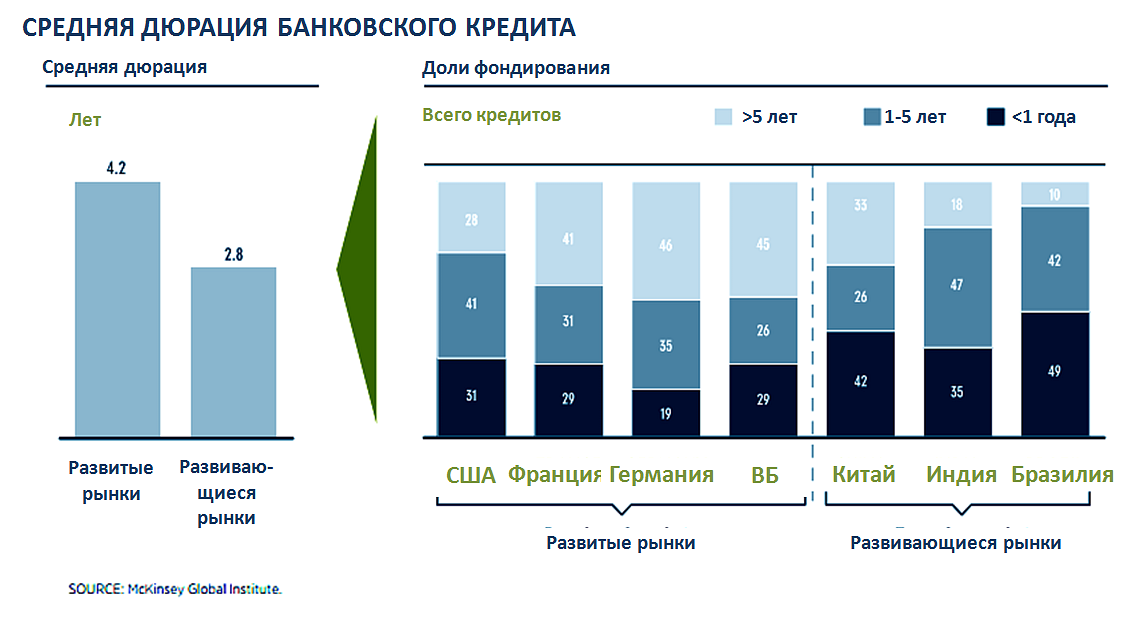 СРЕДНЯЯ ДЮРАЦИЯ БАНКОВСКОГО КРЕДИТА
Средняя дюрация
Лет
4.2
2.8
Развитые
рынки
Развиваю-
щиеся
рынки
Доли фондирования
Всего кредитов
>5 лет
1-5 лет
<1 года
28
41
46
45
33
18
10
41
31
35
26
26
47
42
31
29
19
29
42
35
49
США
Франция
Германия
ВБ
Китай
Индия
Бразилия
Развитые рынки
Развивающиеся рынки
SOURCE: McKinsey Global Institute.